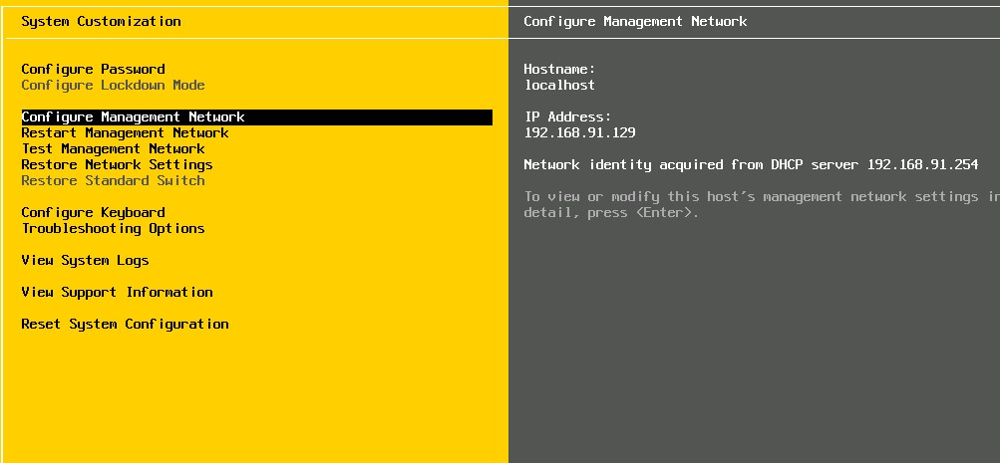 System Customization
Configure Password
Configure Lockdown Mode
Configure Management Network
Restart Management Network
Test Management Network
Restore Network Settings
Restore Standard Switch
Configure Keyboard
Troubleshooting Options
View System Logs
View Support Information
Reset System Configuration
Configure Management Network
Hostname:
localhost
IP Address:
192.168.91.129
Network identity acquired from DHCP server 192.168.91.254
To view or modify this host's management network settings in
detail, press <Enter>.